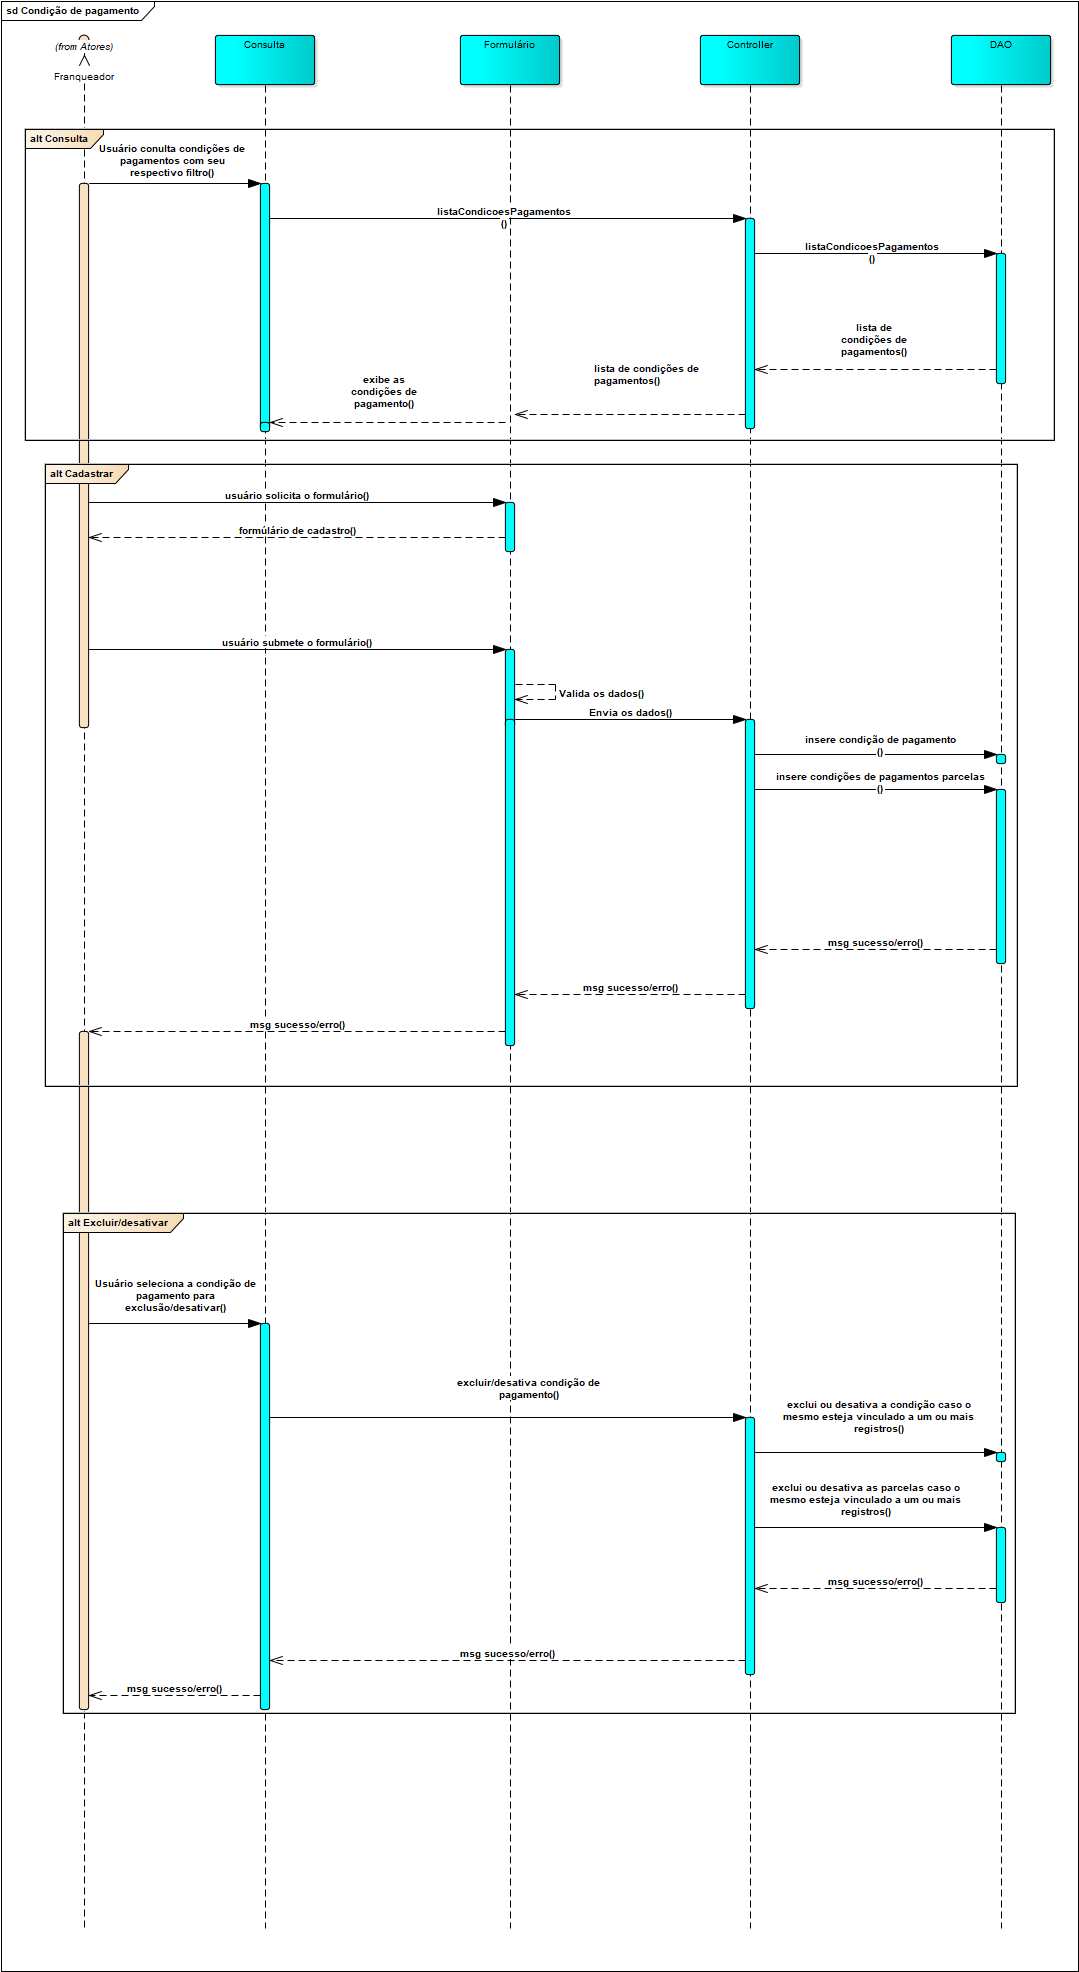 sd Condição de pagamento
(from Atores)
Franqueador
Consulta
Formulário
Controller
DAO
alt Consulta
Usuário conulta condições de
pagamentos com seu
respectivo filtro()
listaCondicoesPagamentos
()
listaCondicoesPagamentos
()
lista de
condições de
pagamentos()
lista de condições de
pagamentos()
exibe as
condições de
pagamento()
alt Cadastrar
usuário solicita o formulário()
formúlário de cadastro()
usuário submete o formulário()
Valida os dados()
Envia os dados()
insere condição de pagamento
()
insere condições de pagamentos parcelas
()
msg sucesso/erro()
msg sucesso/erro()
msg sucesso/erro()
alt Excluir/desativar
Usuário seleciona a condição de
pagamento para
exclusão/desativar()
excluir/desativa condição de
pagamento()
exclui ou desativa a condição caso o
mesmo esteja vinculado a um ou mais
registros()
exclui ou desativa as parcelas caso o
mesmo esteja vinculado a um ou mais
registros()
msg sucesso/erro()
msg sucesso/erro()
msg sucesso/erro()